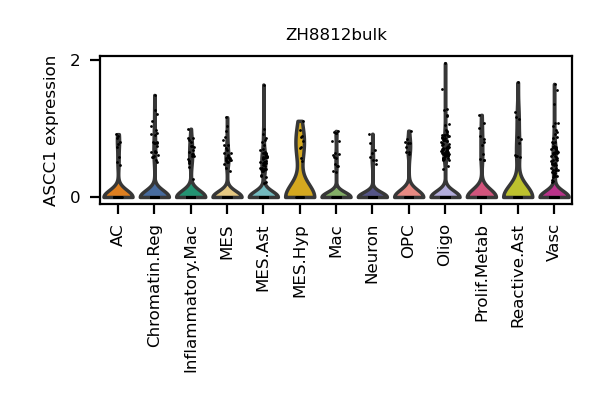 ZH8812bulk
ASCC1 expression
2
0
AC
Chromatin.Reg
Inflammatory.Mac
MES
MES.Ast
MES.Hyp
Mac
Neuron
OPC
Oligo
Prolif.Metab
Reactive.Ast
Vasc